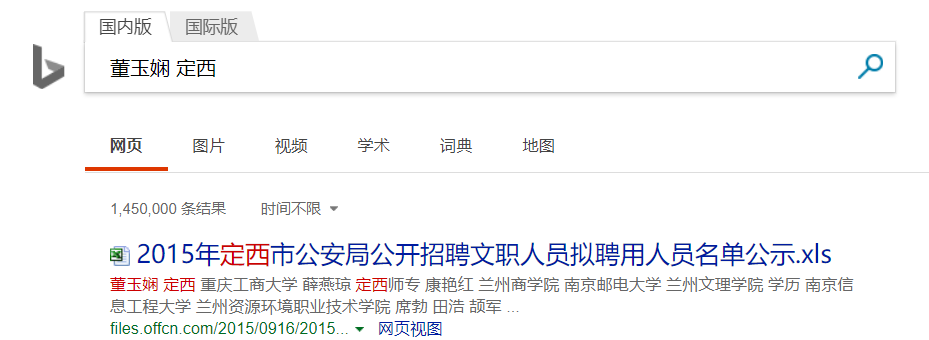 国内版 国际版
董玉娴 定西
网页 图片 视频 学术 词典 地图
1,450,000 条结果 时间不限
2015年定西市公安局公开招聘文职人员拟聘用人员名单公示.xls
董玉娴 定西 重庆工商大学 薛燕琼 定西师专 康艳红 兰州商学院 南京邮电大学 兰州文理学院 学历 南京信
息工程大学 兰州资源环境职业技术学院 席勃 田浩 颉军 ...
files.offcn.com/2015/0916/2015... 网页视图